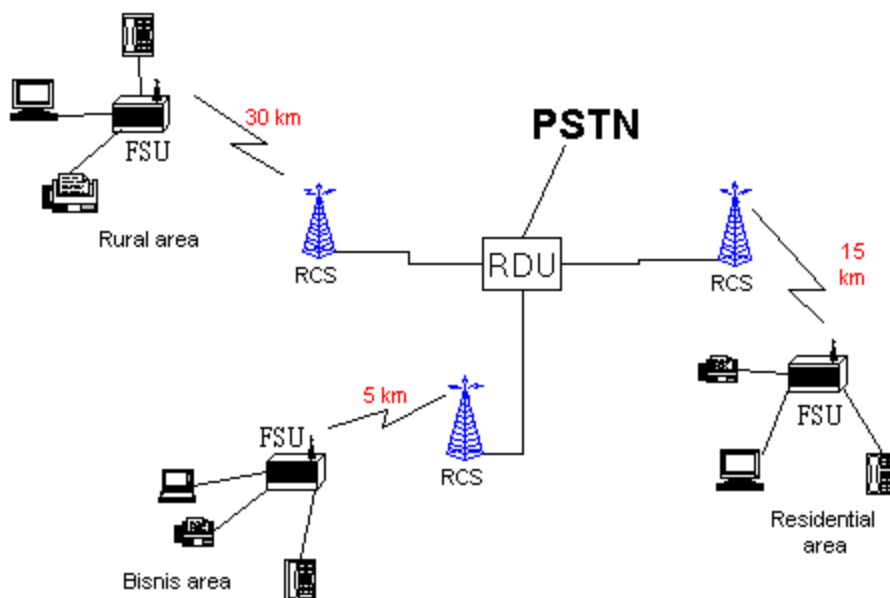 FSU
30 km
Rural area
RCS
PSTN
RDU
RCS
15
km
FSU
Residential
area
5 km
FSU
RCS
Bisnis area